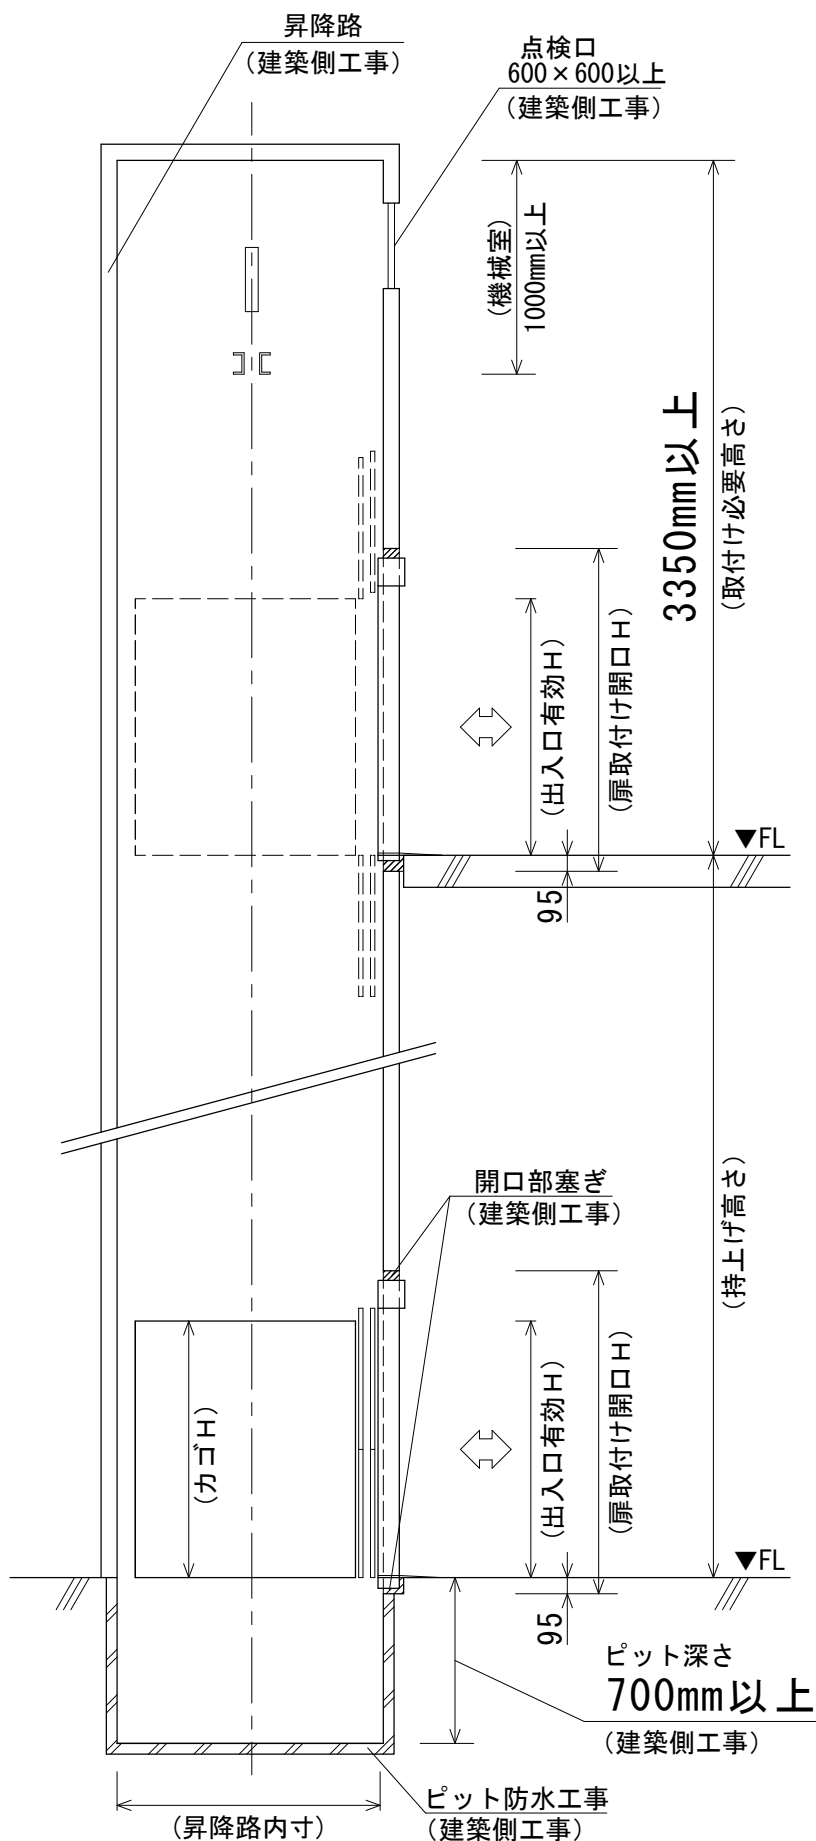 昇降路
(建築側工事)
点検口
600×600以上
(建築側工事)
(機械室)
1000mm以上
3350mm以上
(取付け必要高さ)
(出入口有効H)
(扉取付け開口H)
▼FL
95
開口部塞ぎ
(建築側工事)
(持上げ高さ)
(カゴH)
(出入口有効H)
(扉取付け開口H)
▼FL
95
ピット深さ
700mm以上
(建築側工事)
ピット防水工事
(建築側工事)
(昇降路内寸)